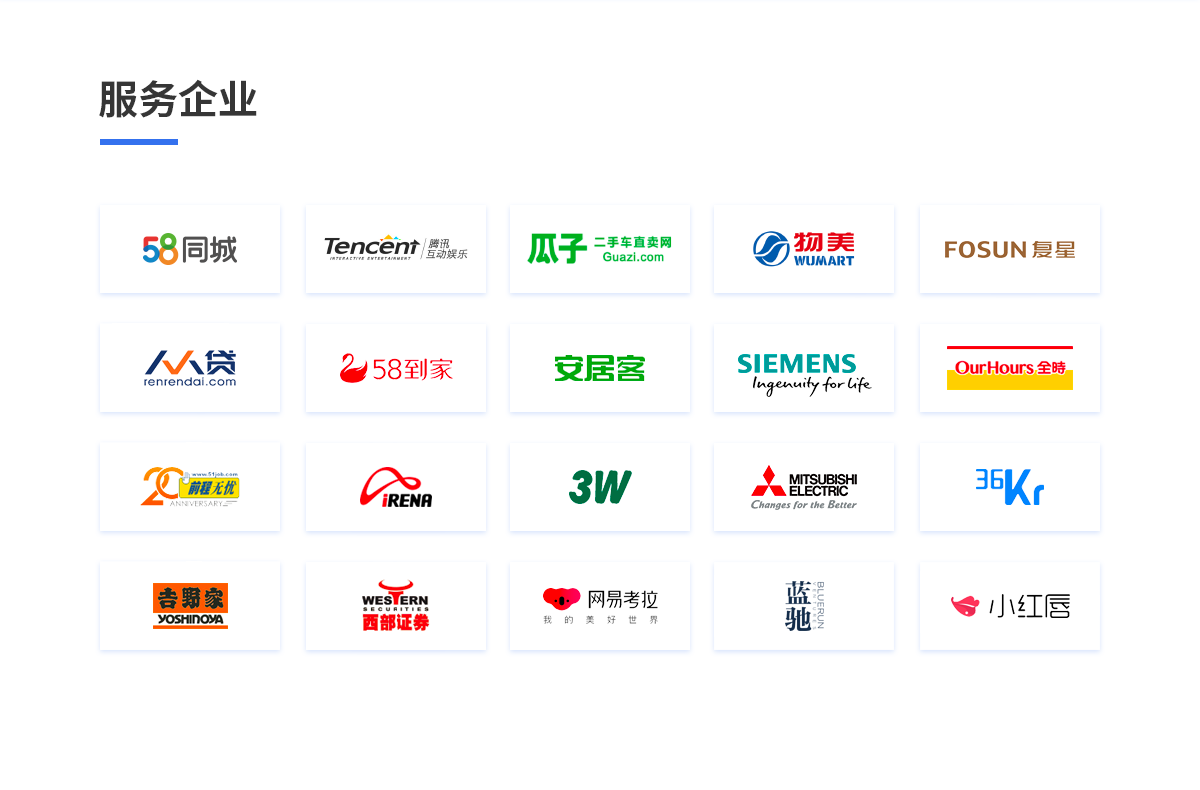 服务企业
58同城
Tencent 腾讯
INTERACTIVE ENTERTAINMENT 互动娱乐
瓜子 二手车直卖网
Guazi.com
物美
WUMART
FOSUN 复星
人人贷
renrendai.com
58到家
安居客
SIEMENS
Ingenuity for life
OurHours 全時
www.51job.com
20 前程无忧
ANNIVERSARY
iRENA
3W
MITSUBISHI
ELECTRIC
Changes for the Better
36Kr
吉野家
YOSHINOYA
WESTERN
SECURITIES
西部证券
网易考拉
我的美好世界
蓝驰
BLUERUN
VENTURES
小红唇